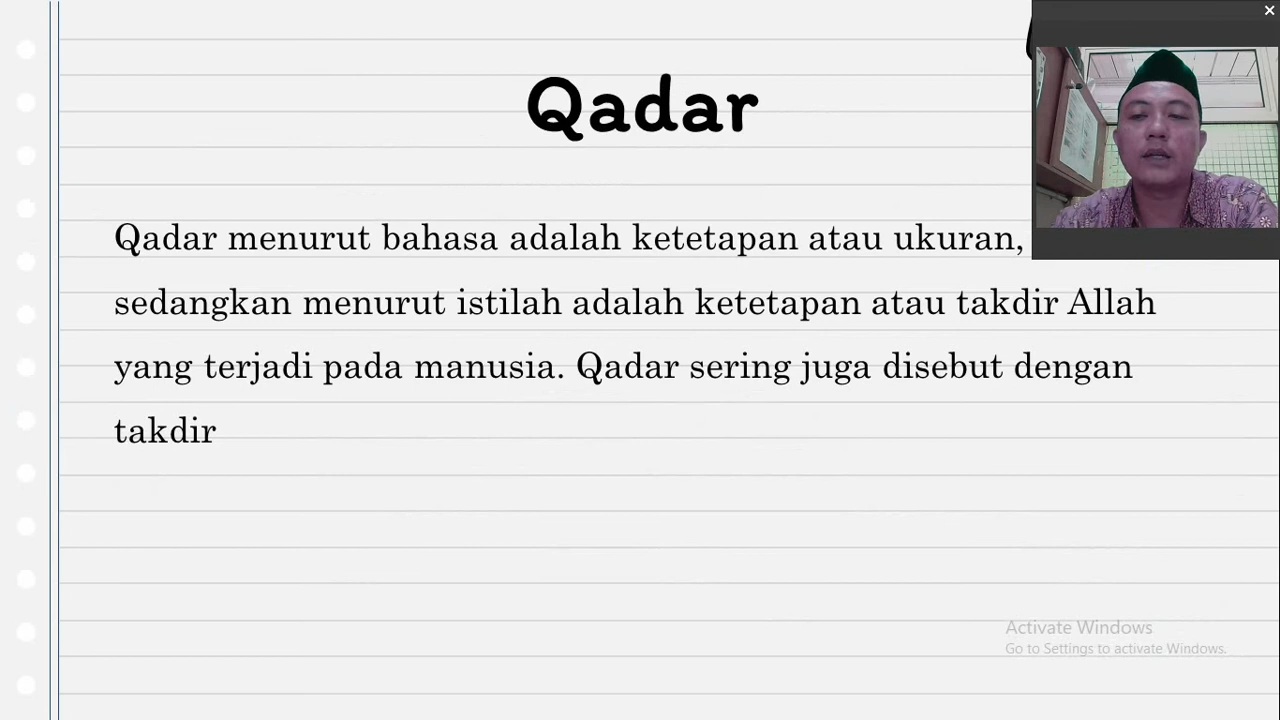 Qadar
Qadar menurut bahasa adalah ketetapan atau ukuran,
sedangkan menurut istilah adalah ketetapan atau takdir Allah
yang terjadi pada manusia. Qadar sering juga disebut dengan
takdir
Activate Windows
Go to Settings to activate Windows.